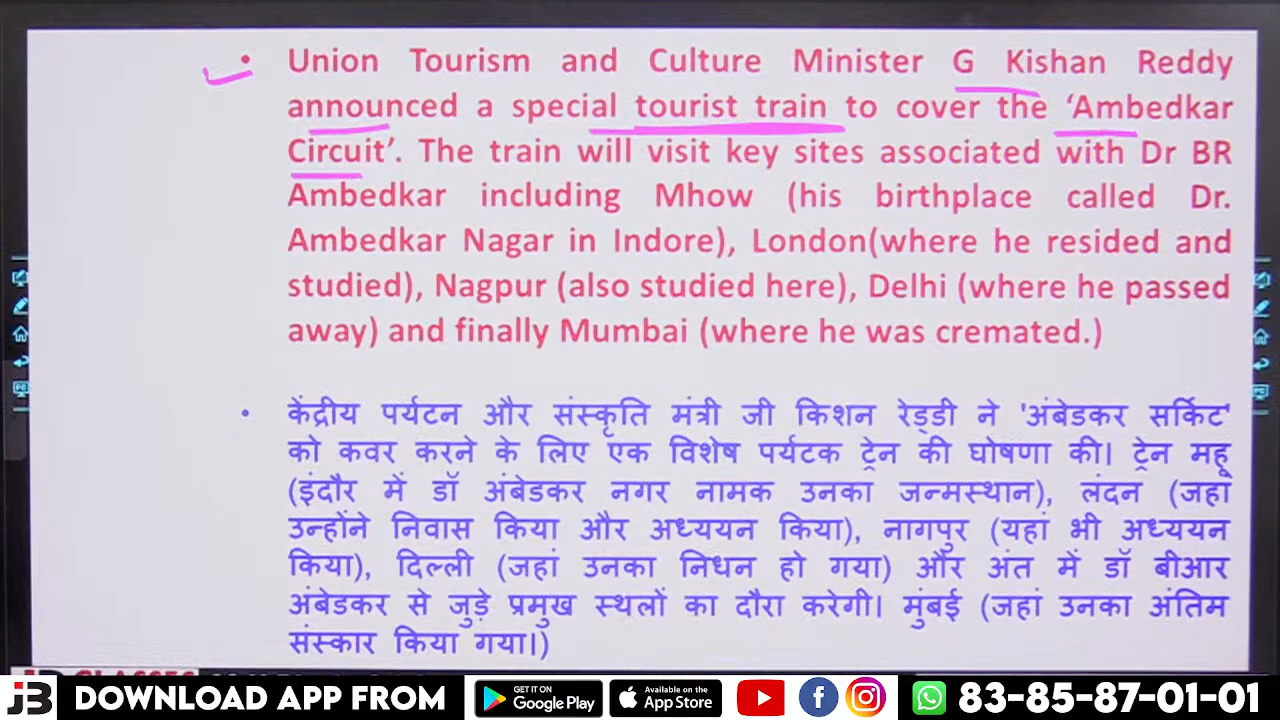 • Union Tourism and Culture Minister G Kishan Reddy
announced a special tourist train to cover the ‘Ambedkar
Circuit’. The train will visit key sites associated with Dr BR
Ambedkar including Mhow (his birthplace called Dr.
Ambedkar Nagar in Indore), London(where he resided and
studied), Nagpur (also studied here), Delhi (where he passed
away) and finally Mumbai (where he was cremated.)
• केंद्रीय पर्यटन और संस्कृति मंत्री जी किशन रेड्डी ने 'अंबेडकर सर्किट'
को कवर करने के लिए एक विशेष पर्यटक ट्रेन की घोषणा की। ट्रेन महू
(इंदौर में डॉ अंबेडकर नगर नामक उनका जन्मस्थान), लंदन (जहां
उन्होंने निवास किया और अध्ययन किया), नागपुर (यहां भी अध्ययन
किया), दिल्ली (जहां उनका निधन हो गया) और अंत में डॉ बीआर
अंबेडकर से जुड़े प्रमुख स्थलों का दौरा करेगी। मुंबई (जहां उनका अंतिम
संस्कार किया गया।)
DOWNLOAD APP FROM
GET IT ON
Google Play
Available on the
App Store
83-85-87-01-01